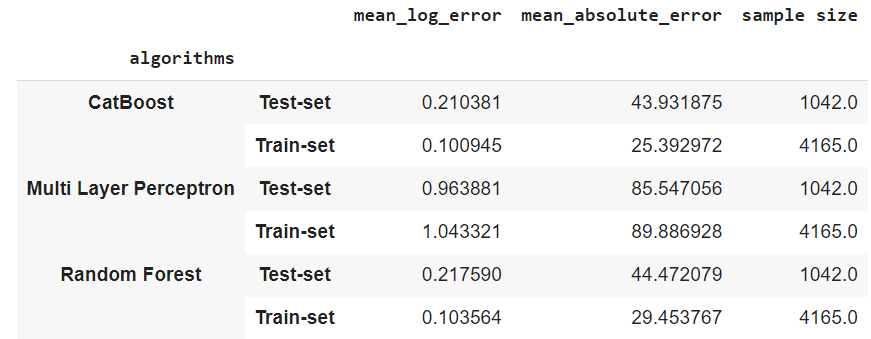 mean_log_error mean_absolute_error sample size
algorithms
CatBoost Test-set 0.210381 43.931875 1042.0
Train-set 0.100945 25.392972 4165.0
Multi Layer Perceptron Test-set 0.963881 85.547056 1042.0
Train-set 1.043321 89.886928 4165.0
Random Forest Test-set 0.217590 44.472079 1042.0
Train-set 0.103564 29.453767 4165.0